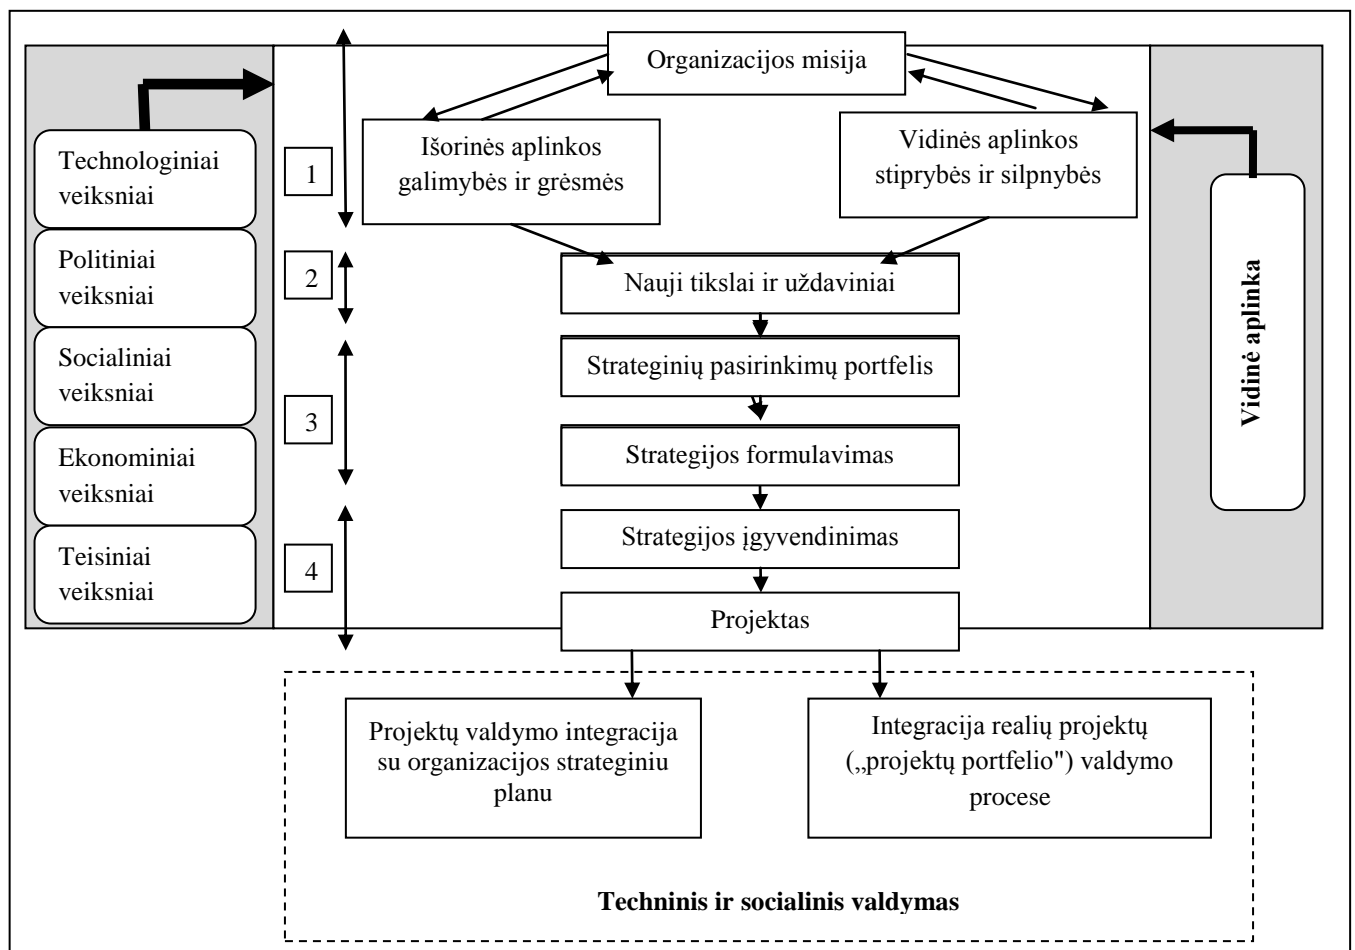 Organizacijos misija
Išorinės aplinkos
galimybės ir grėsmės
Vidinės aplinkos
stiprybės ir silpnybės
Technologiniai
veiksniai
Politiniai
veiksniai
Socialiniai
veiksniai
Ekonominiai
veiksniai
Teisiniai
veiksniai
1
2
3
4
Nauji tikslai ir uždaviniai
Strateginių pasirinkimų portfelis
Strategijos formulavimas
Strategijos įgyvendinimas
Projektas
Vidinė aplinka
Projektų valdymo integracija
su organizacijos strateginiu
planu
Integracija realių projektų
(„projektų portfelio") valdymo
procese
Techninis ir socialinis valdymas